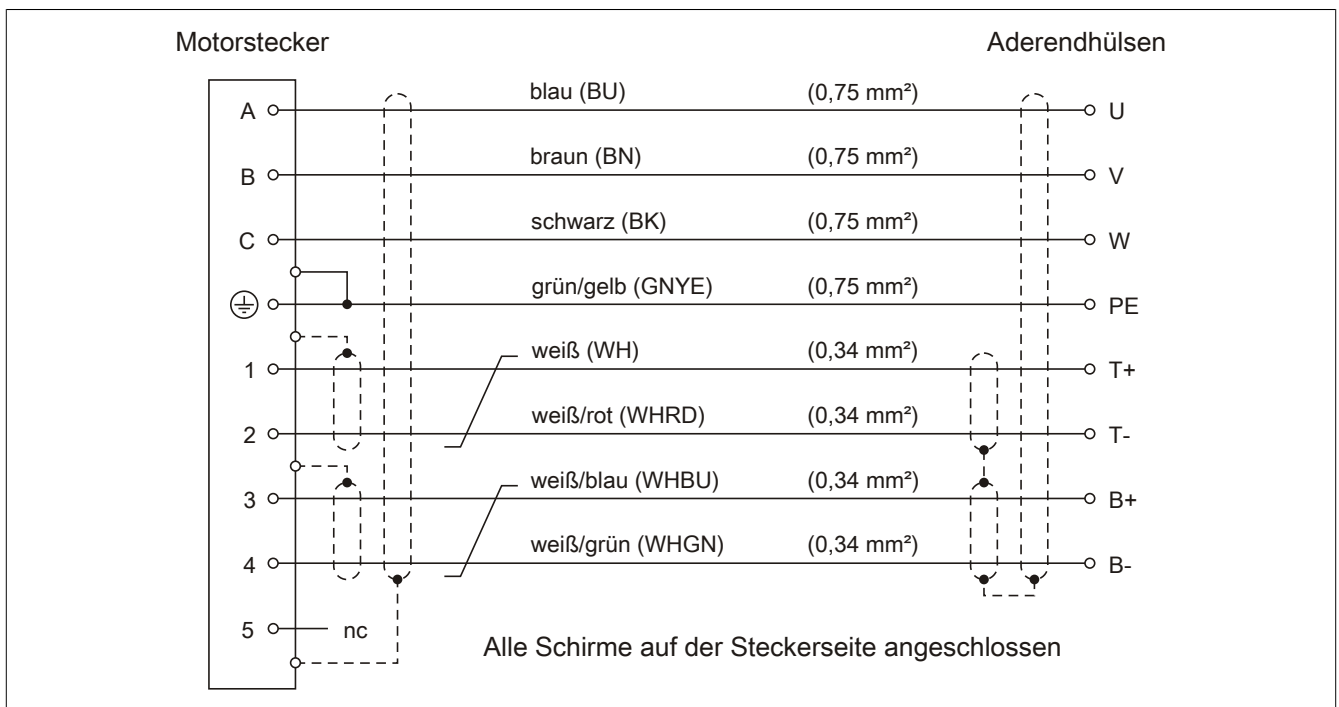 Motorstecker Aderendhülsen
A blau (BU) (0,75 mm²) U
B braun (BN) (0,75 mm²) V
C schwarz (BK) (0,75 mm²) W
grün/gelb (GNYE) (0,75 mm²) PE
1 weiß (WH) (0,34 mm²) T+
2 weiß/rot (WHRD) (0,34 mm²) T-
3 weiß/blau (WHBU) (0,34 mm²) B+
4 weiß/grün (WHGN) (0,34 mm²) B-
5 nc
Alle Schirme auf der Steckerseite angeschlossen